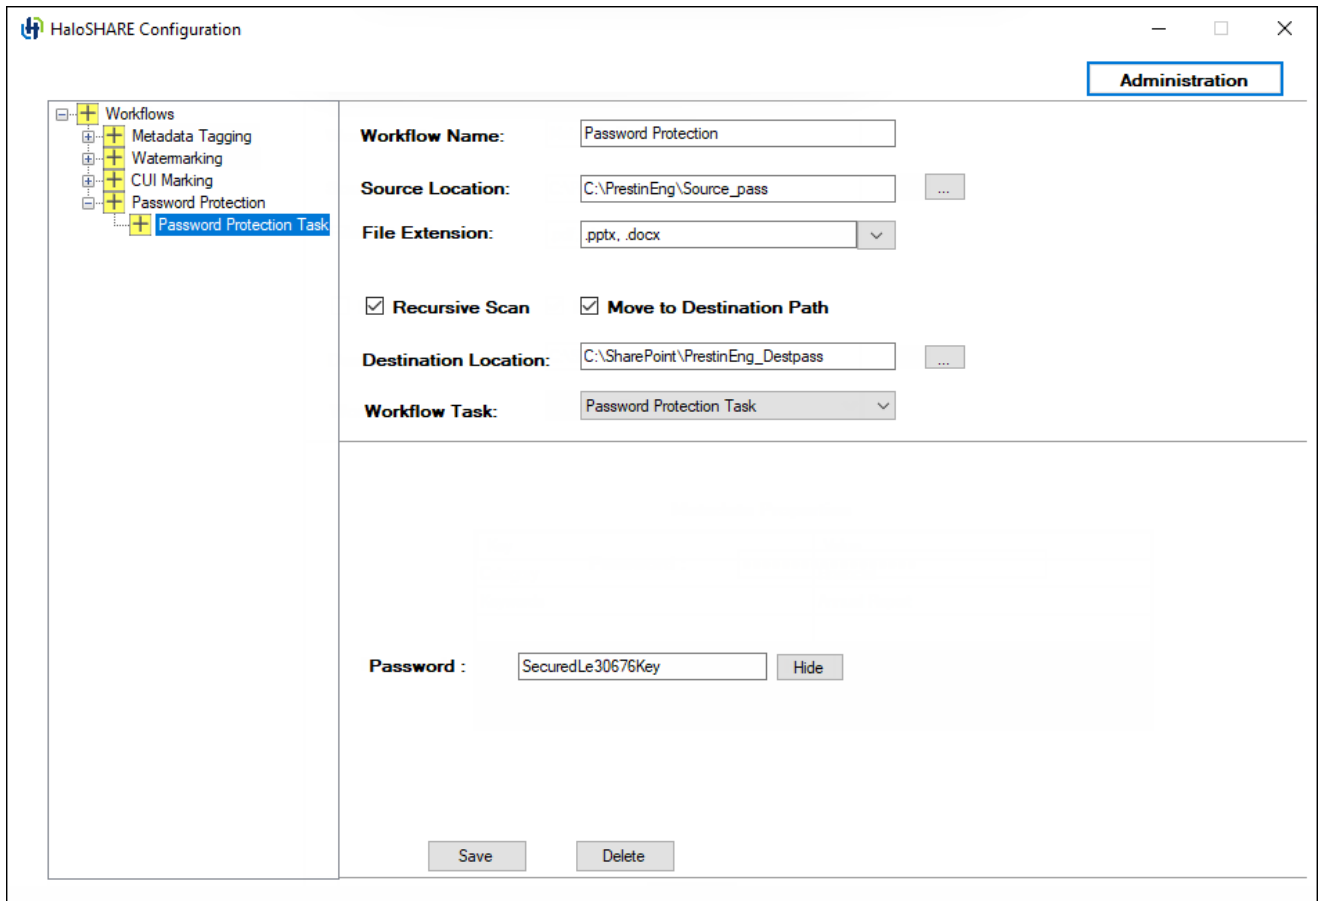 HaloSHARE Configuration
Administration
Workflows
Metadata Tagging
Watermarking
CUI Marking
Password Protection
Password Protection Task
Workflow Name: Password Protection
Source Location: C:\PrestinEng\Source_pass ...
File Extension: .pptx, .docx
Recursive Scan Move to Destination Path
Destination Location: C:\SharePoint\PrestinEng_Destpass ...
Workflow Task: Password Protection Task
Password : SecuredLe30676Key Hide
Save Delete